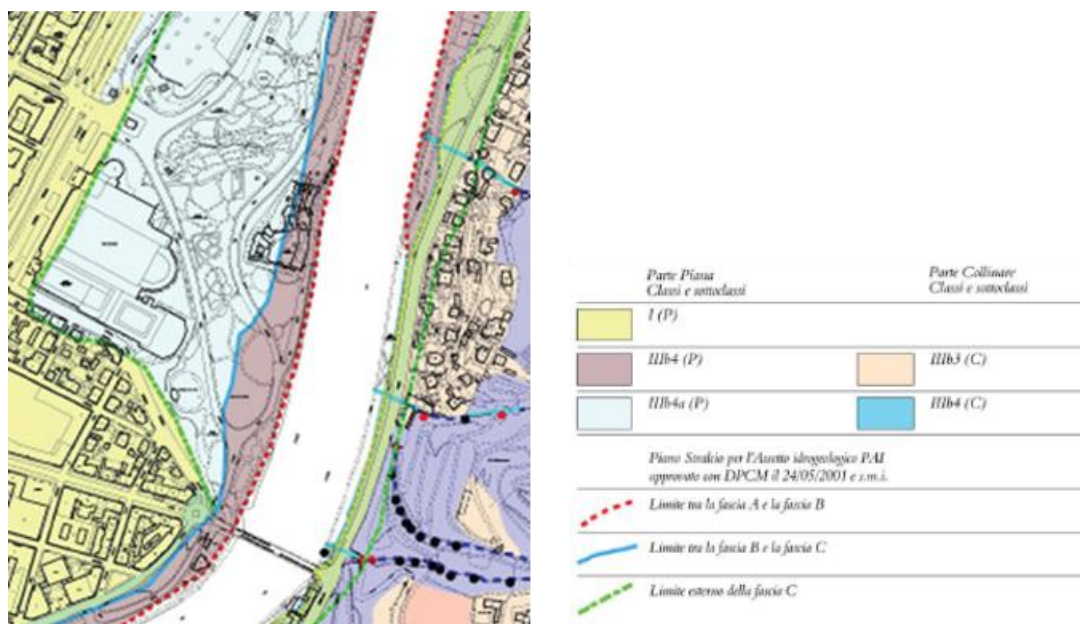 Parte Piana
Classi e sottoclassi
Parte Collinare
Classi e sottoclassi
I (P)
IIIb4 (P)
IIIb3 (C)
IIIb4a (P)
IIIb4 (C)
Piano Stralcio per l'Assetto idrogeologico PAI
approvato con DPCM il 24/05/2001 e s.m.i.
Limite tra la fascia A e la fascia B
Limite tra la fascia B e la fascia C
Limite esterno della fascia C